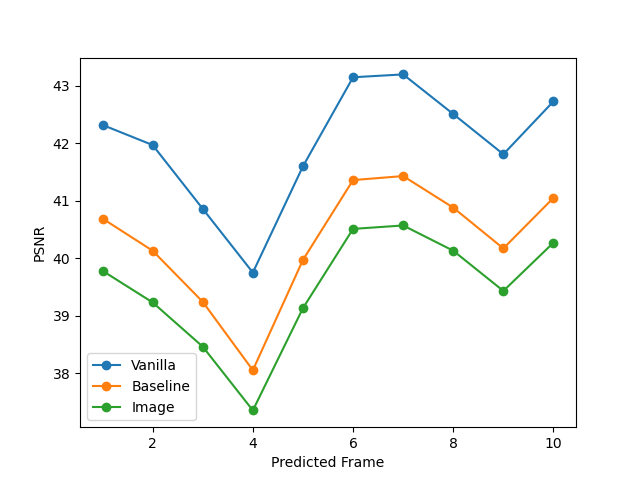 43
42
41
40
39
38
PSNR
Vanilla
Baseline
Image
2 4 6 8 10
Predicted Frame